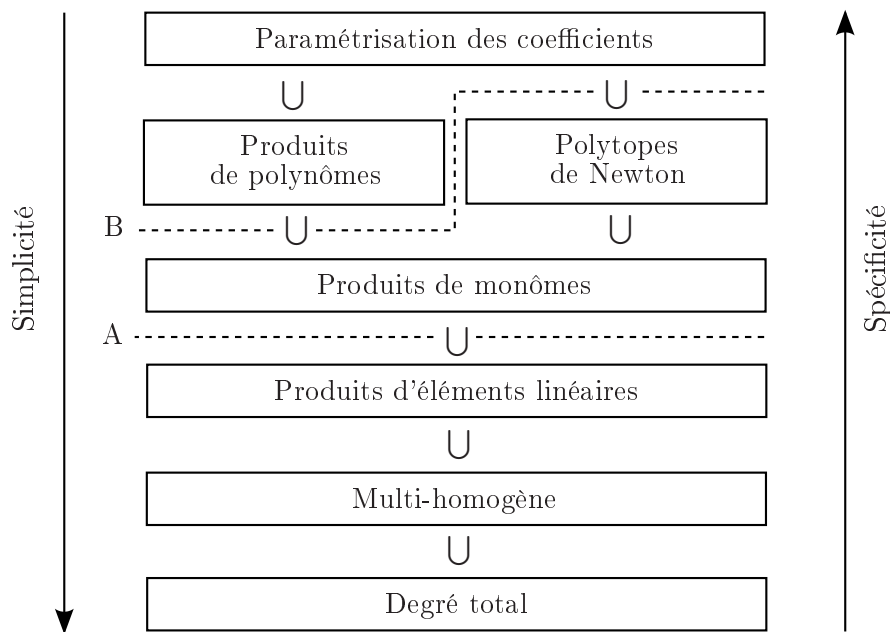 Paramétrisation des coefficients
∪
∪
Produits
de polynômes
Polytopes
de Newton
B
∪
∪
Produits de monômes
A
∪
Produits d'éléments linéaires
∪
Multi-homogène
∪
Degré total
Simplicité
Spécificité